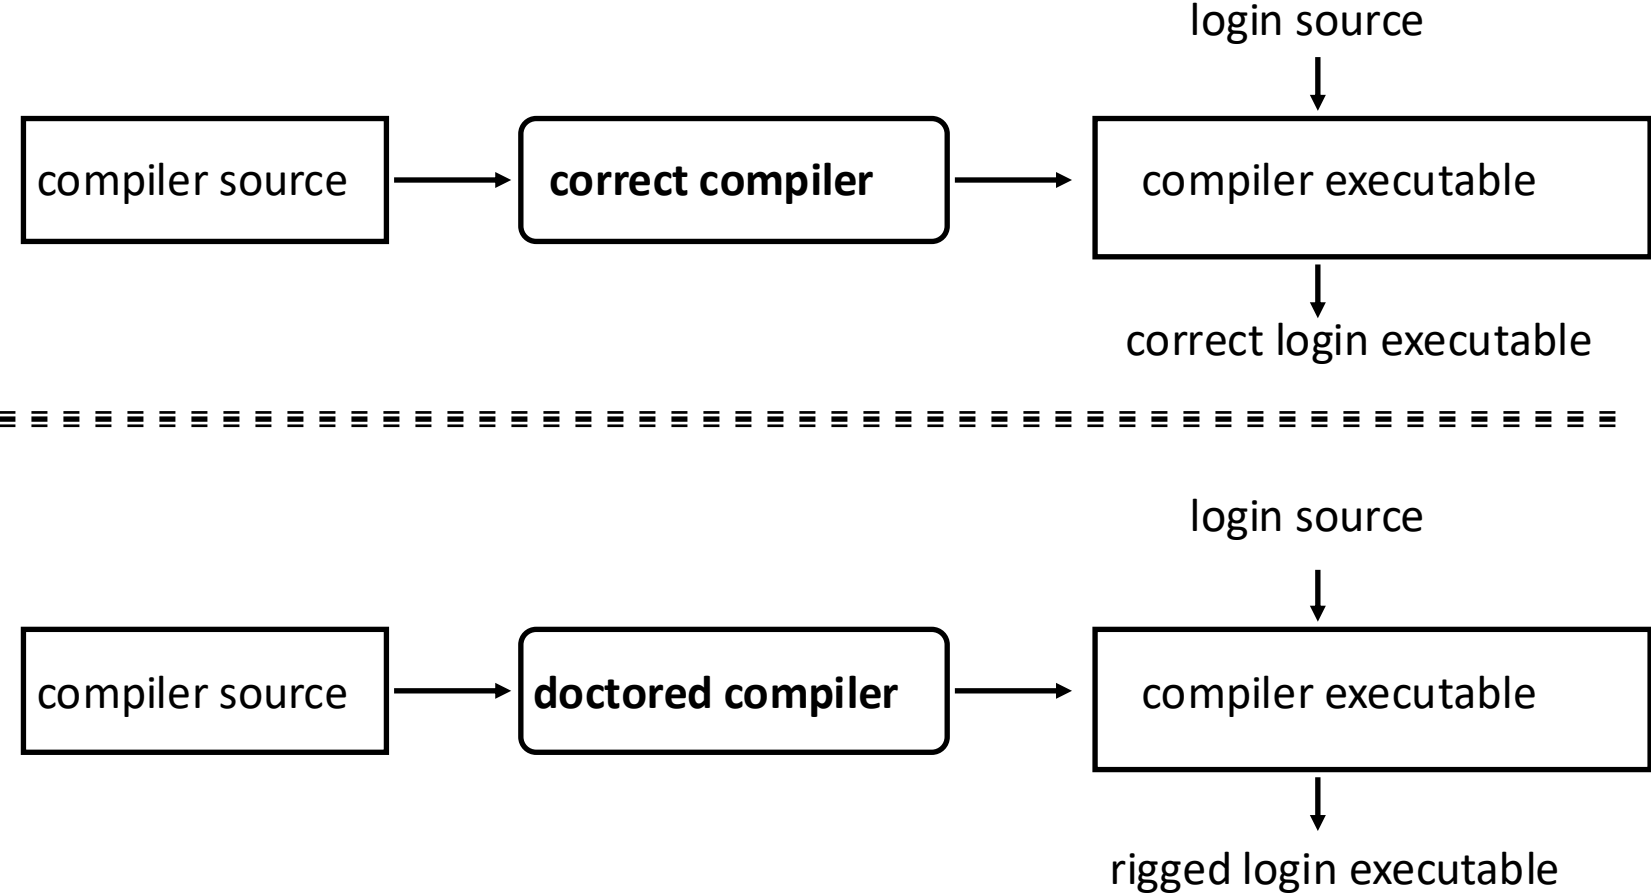 login source
compiler source
correct compiler
compiler executable
correct login executable
login source
compiler source
doctored compiler
compiler executable
rigged login executable